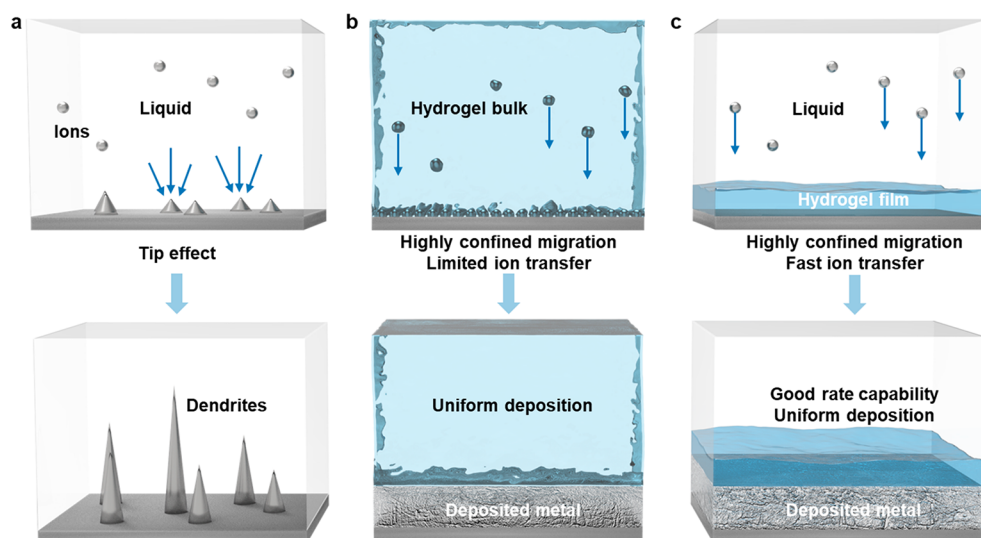 a
Liquid
Ions
Tip effect
Dendrites
b
Hydrogel bulk
Highly confined migration
Limited ion transfer
Uniform deposition
Deposited metal
c
Liquid
Hydrogel film
Highly confined migration
Fast ion transfer
Good rate capability
Uniform deposition
Deposited metal